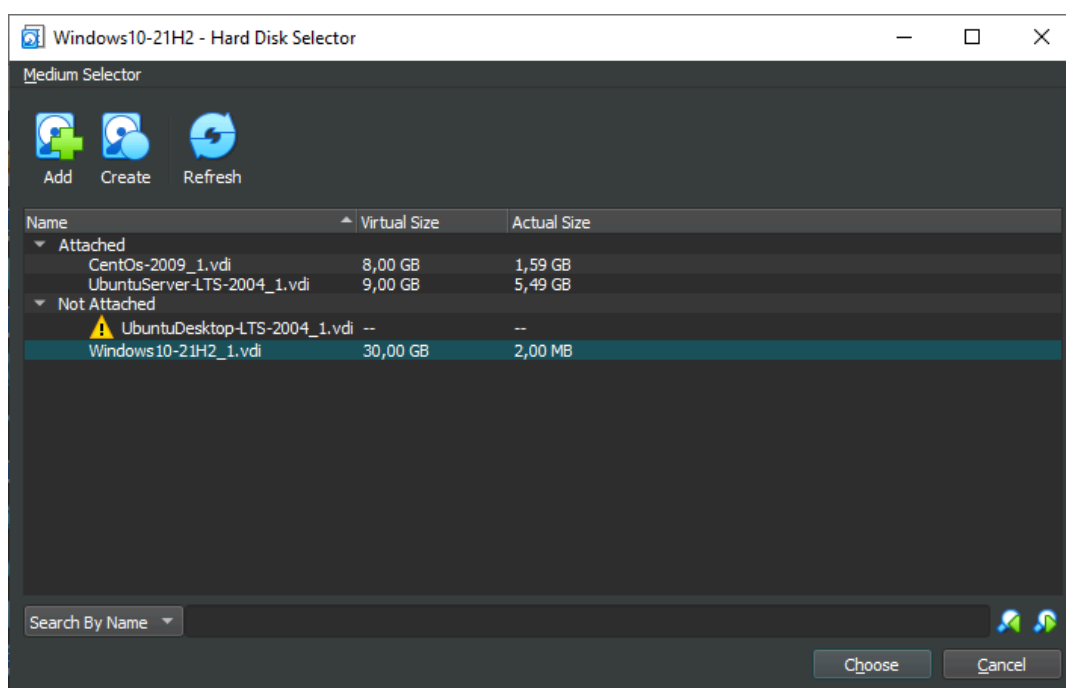 Windows10-21H2 - Hard Disk Selector
Medium Selector
Add Create Refresh
Name Virtual Size Actual Size
Attached
CentOs-2009_1.vdi 8,00 GB 1,59 GB
UbuntuServer-LTS-2004_1.vdi 9,00 GB 5,49 GB
Not Attached
UbuntuDesktop-LTS-2004_1.vdi -- --
Windows10-21H2_1.vdi 30,00 GB 2,00 MB
Search By Name
Choose Cancel